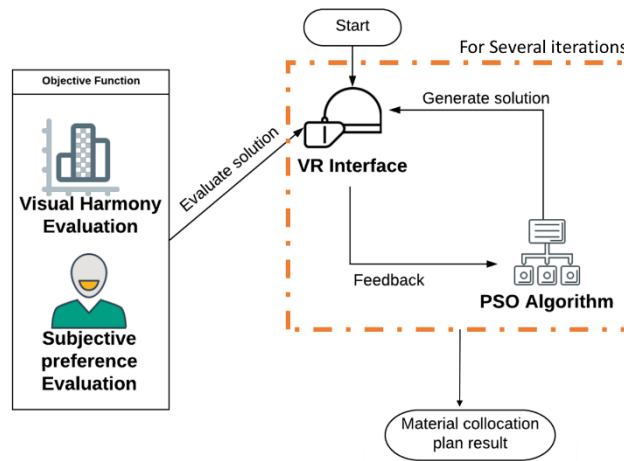 Start
For Several iterations
Objective Function
Generate solution
Evaluate solution
VR Interface
Visual Harmony
Evaluation
Feedback
PSO Algorithm
Subjective
preference
Evaluation
Material collocation
plan result